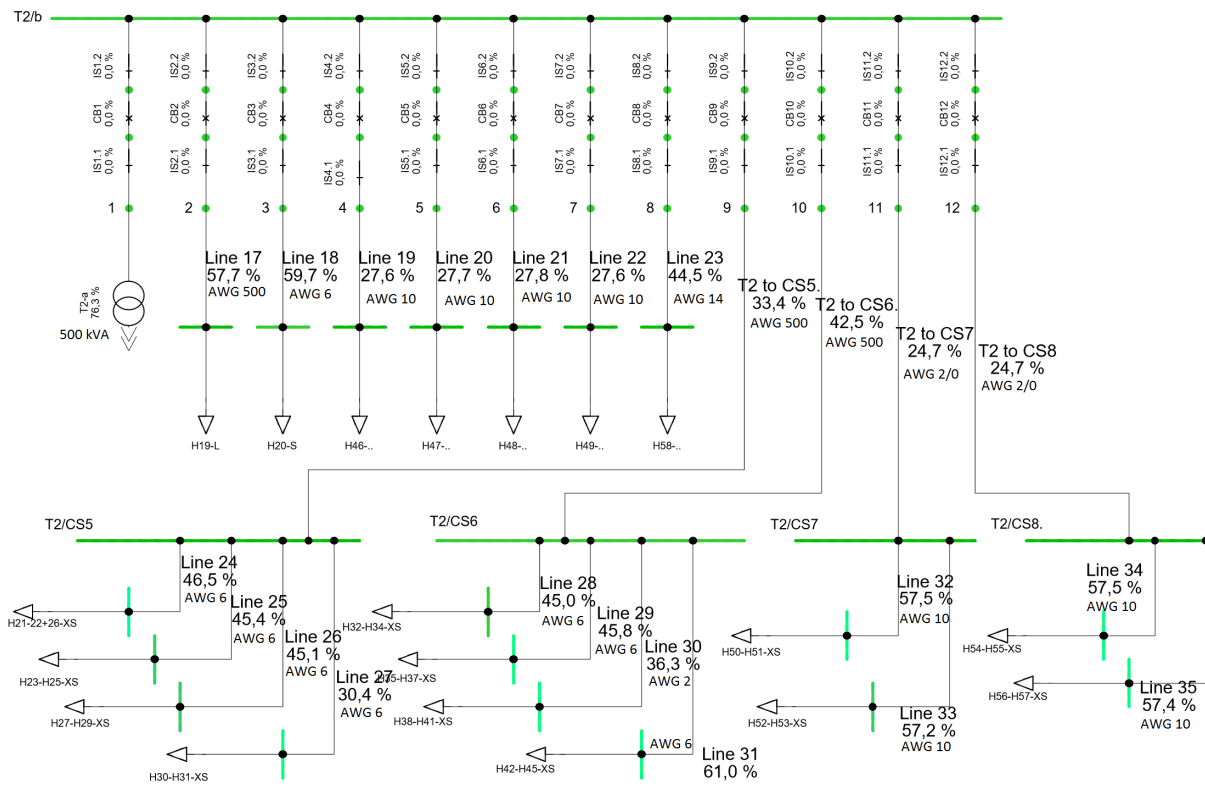 T2/b
IS1.2
0,0 %
IS2.2
0,0 %
IS3.2
0,0 %
IS4.2
0,0 %
IS5.2
0,0 %
IS6.2
0,0 %
IS7.2
0,0 %
IS8.2
0,0 %
IS9.2
0,0 %
IS10.2
0,0 %
IS11.2
0,0 %
IS12.2
0,0 %
CB1
0,0 %
CB2
0,0 %
CB3
0,0 %
CB4
0,0 %
CB5
0,0 %
CB6
0,0 %
CB7
0,0 %
CB8
0,0 %
CB9
0,0 %
CB10
0,0 %
CB11
0,0 %
CB12
0,0 %
IS1.1
0,0 %
IS2.1
0,0 %
IS3.1
0,0 %
IS4.1
0,0 %
IS5.1
0,0 %
IS6.1
0,0 %
IS7.1
0,0 %
IS8.1
0,0 %
IS9.1
0,0 %
IS10.1
0,0 %
IS11.1
0,0 %
IS12.1
0,0 %
1
2
3
4
5
6
7
8
9
10
11
12
T2-a
76,3 %
500 kVA
Line 17
57,7 %
AWG 500
Line 18
59,7 %
AWG 6
Line 19
27,6 %
AWG 10
Line 20
27,7 %
AWG 10
Line 21
27,8 %
AWG 10
Line 22
27,6 %
AWG 10
Line 23
44,5 %
AWG 14
T2 to CS5.
33,4 %
AWG 500
T2 to CS6.
42,5 %
AWG 500
T2 to CS7
24,7 %
AWG 2/0
T2 to CS8
24,7 %
AWG 2/0
H19-L
H20-S
H46-..
H47-..
H48-..
H49-..
H58-..
T2/CS5
T2/CS6
T2/CS7
T2/CS8.
Line 24
46,5 %
AWG 6
H21-22+26-XS
Line 25
45,4 %
AWG 6
H23-H25-XS
Line 26
45,1 %
AWG 6
H27-H29-XS
Line 27
30,4 %
AWG 6
H30-H31-XS
Line 28
45,0 %
AWG 6
H32-H34-XS
Line 29
45,8 %
AWG 6
H35-H37-XS
Line 30
36,3 %
AWG 2
H38-H41-XS
AWG 6
Line 31
61,0 %
H42-H45-XS
Line 32
57,5 %
AWG 10
H50-H51-XS
Line 33
57,2 %
AWG 10
H52-H53-XS
Line 34
57,5 %
AWG 10
H54-H55-XS
Line 35
57,4 %
AWG 10
H56-H57-XS